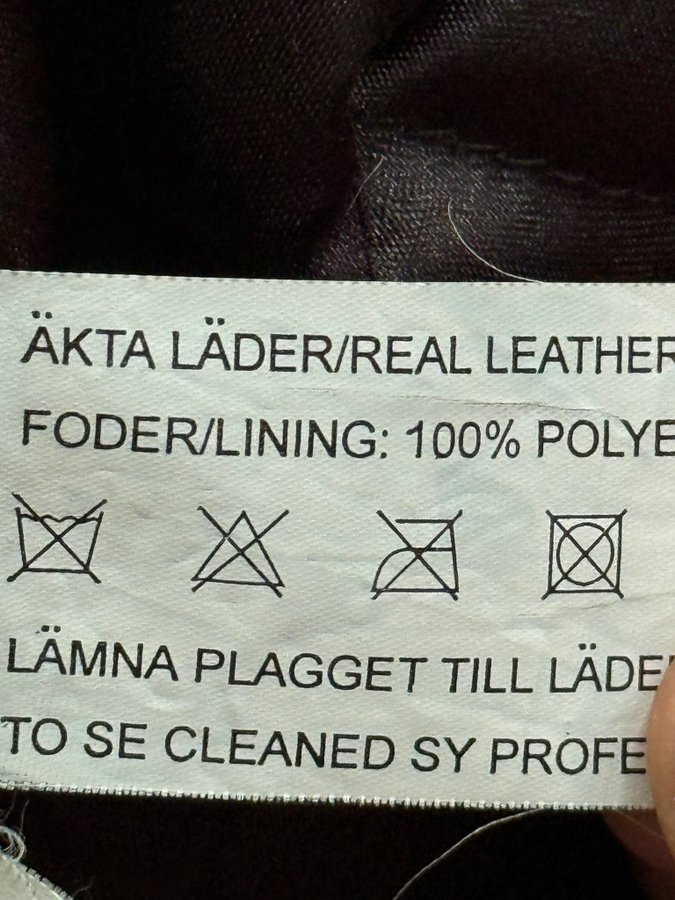 ÄKTA LÄDER/REAL LEATHER
FODER/LINING: 100% POLYE
LÄMNA PLAGGET TILL LÄDE
TO SE CLEANED SY PROFE